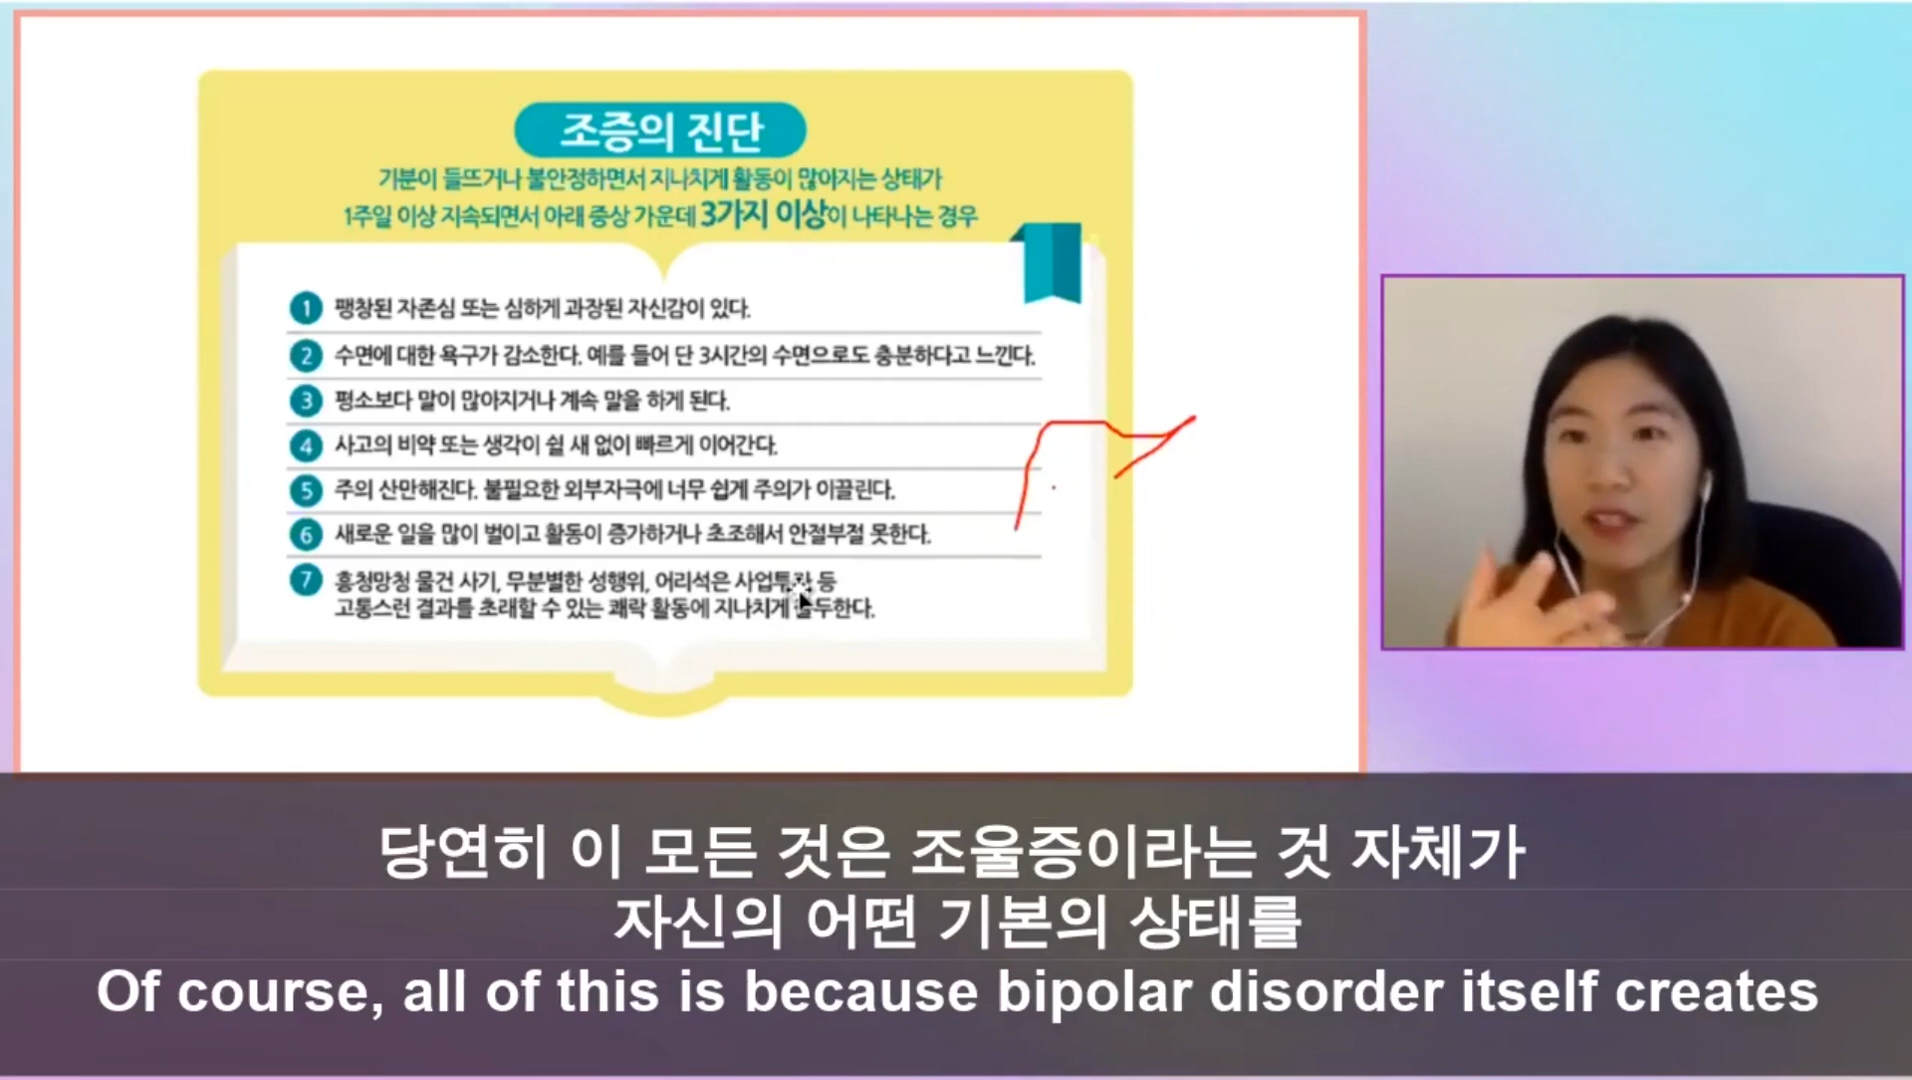 조증의 진단
기분이 들뜨거나 불안정하면서 지나치게 활동이 많아지는 상태가
1주일 이상 지속되면서 아래 증상 가운데 3가지 이상이 나타나는 경우
1 팽창된 자존심 또는 심하게 과장된 자신감이 있다.
2 수면에 대한 욕구가 감소한다. 예를 들어 단 3시간의 수면으로도 충분하다고 느낀다.
3 평소보다 말이 많아지거나 계속 말을 하게 된다.
4 사고의 비약 또는 생각이 쉴 새 없이 빠르게 이어간다.
5 주의 산만해진다. 불필요한 외부자극에 너무 쉽게 주의가 이끌린다.
6 새로운 일을 많이 벌이고 활동이 증가하거나 초조해서 안절부절 못한다.
7 흥청망청 물건 사기, 무분별한 성행위, 어리석은 사업투자 등
고통스런 결과를 초래할 수 있는 쾌락 활동에 지나치게
당연히 이 모든 것은 조울증이라는 것 자체가
자신의 어떤 기본의 상태를
Of course, all of this is because bipolar disorder itself creates